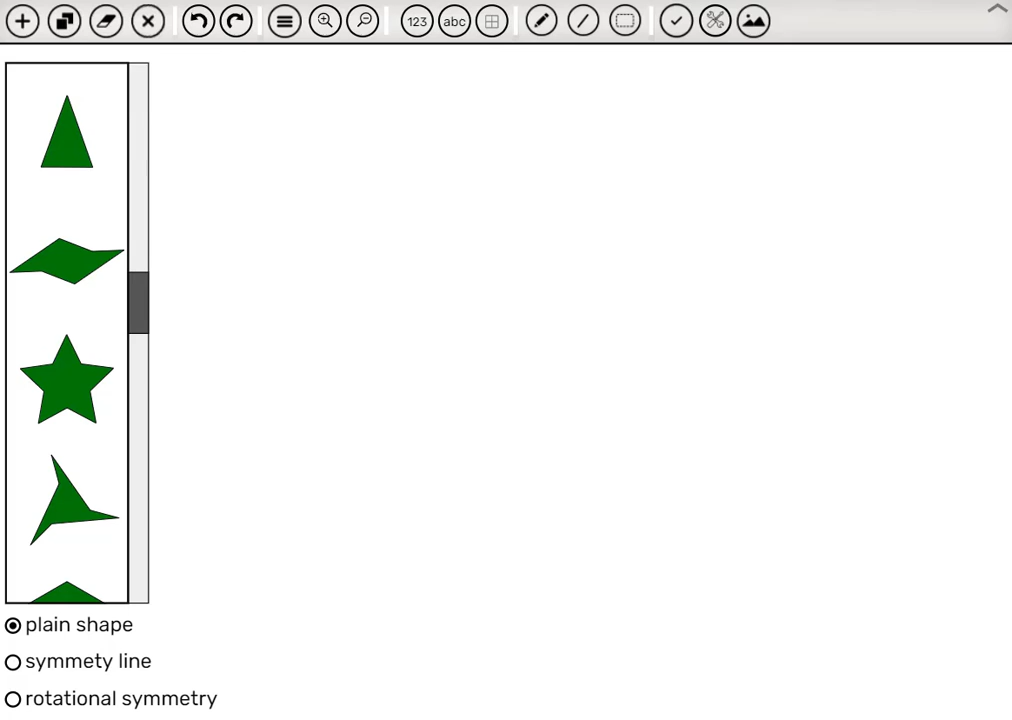 123 abc
plain shape
symmety line
rotational symmetry